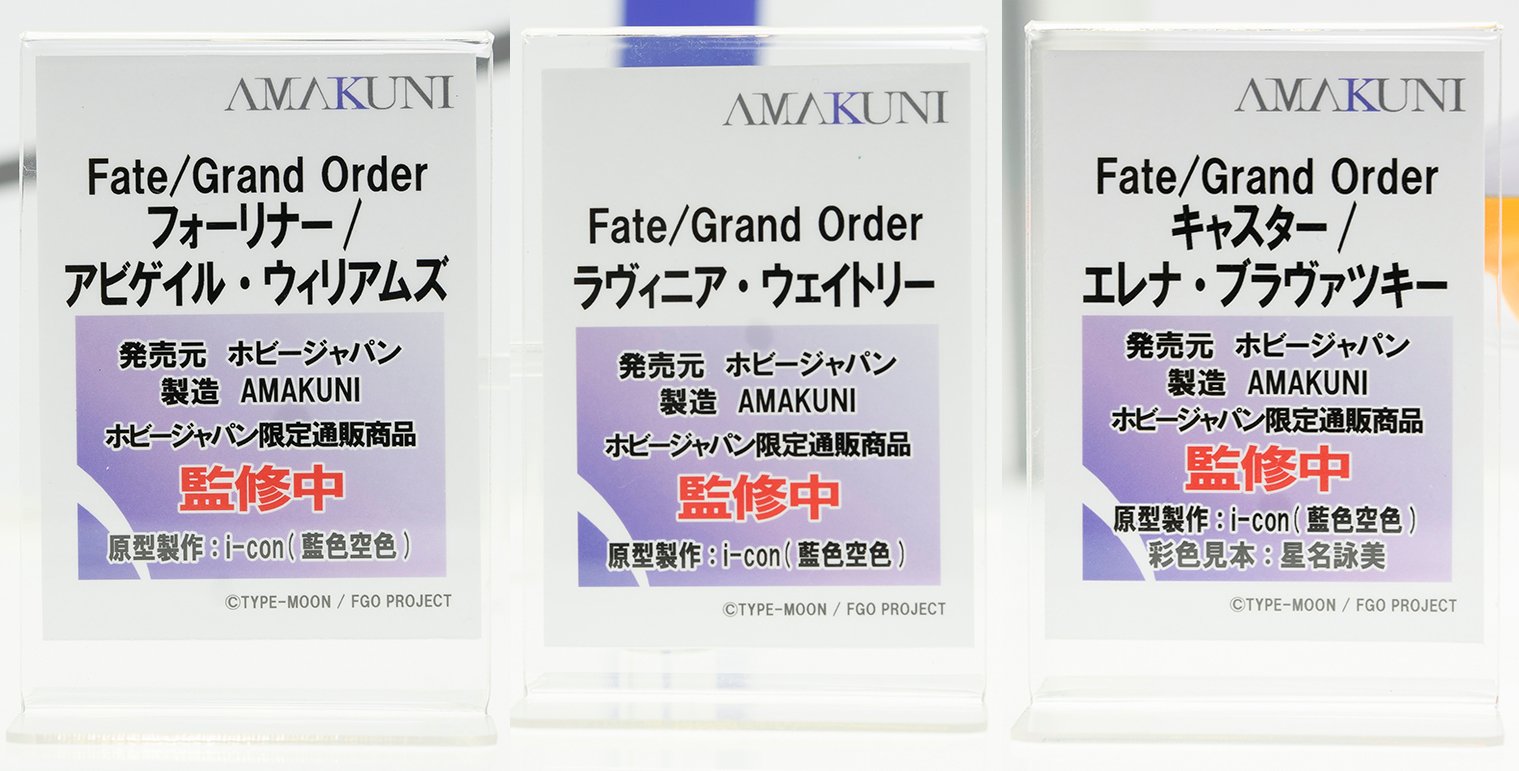 AMAKUNI
Fate/Grand Order
フォーリナー/
アビゲイル・ウィリアムズ
発売元 ホビージャパン
製造 AMAKUNI
ホビージャパン限定通販商品
監修中
原型製作：i-con(藍色空色)
©TYPE-MOON / FGO PROJECT
AMAKUNI
Fate/Grand Order
ラヴィニア・ウェイトリー
発売元 ホビージャパン
製造 AMAKUNI
ホビージャパン限定通販商品
監修中
原型製作：i-con(藍色空色)
©TYPE-MOON / FGO PROJECT
AMAKUNI
Fate/Grand Order
キャスター/
エレナ・ブラヴァツキー
発売元 ホビージャパン
製造 AMAKUNI
ホビージャパン限定通販商品
監修中
原型製作：i-con(藍色空色)
彩色見本：星名詠美
©TYPE-MOON / FGO PROJECT